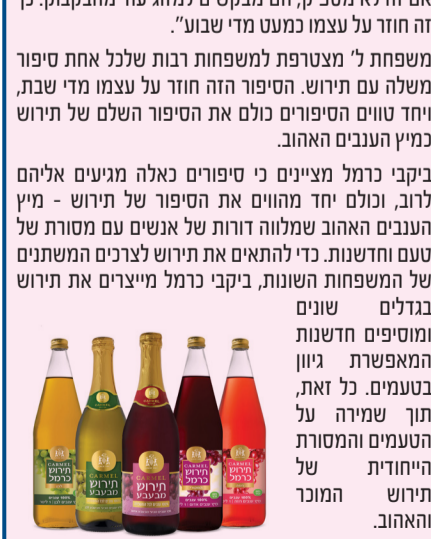 זה חוזר על עצמו כמעט מדי שבוע".
משפחת ל' מצטרפת למשפחות רבות שלכל אחת סיפור
משלה עם תירוש. הסיפור הזה חוזר על עצמו מדי שבת,
ויחד טווים הסיפורים כולם את הסיפור השלם של תירוש
כמיץ הענבים האהוב.
ביקבי כרמל מציינים כי סיפורים כאלה מגיעים אליהם
לרוב, וכולם יחד מהווים את הסיפור של תירוש - מיץ
הענבים האהוב שמלווה דורות של אנשים עם מסורת של
טעם וחדשנות. כדי להתאים את תירוש לצרכים המשתנים
של המשפחות השונות, ביקבי כרמל מייצרים את תירוש
בגדלים שונים
ומוסיפים חדשנות
המאפשרת גיוון
בטעמים. כל זאת,
תוך שמירה על
הטעמים והמסורת
הייחודית של
תירוש המוכר
והאהוב.
CARMEL
תירוש
כרמל
CARMEL
תירוש
מבעבע
CARMEL
תירוש
מבעבע
CARMEL
תירוש
כרמל
CARMEL
תירוש
כרמל